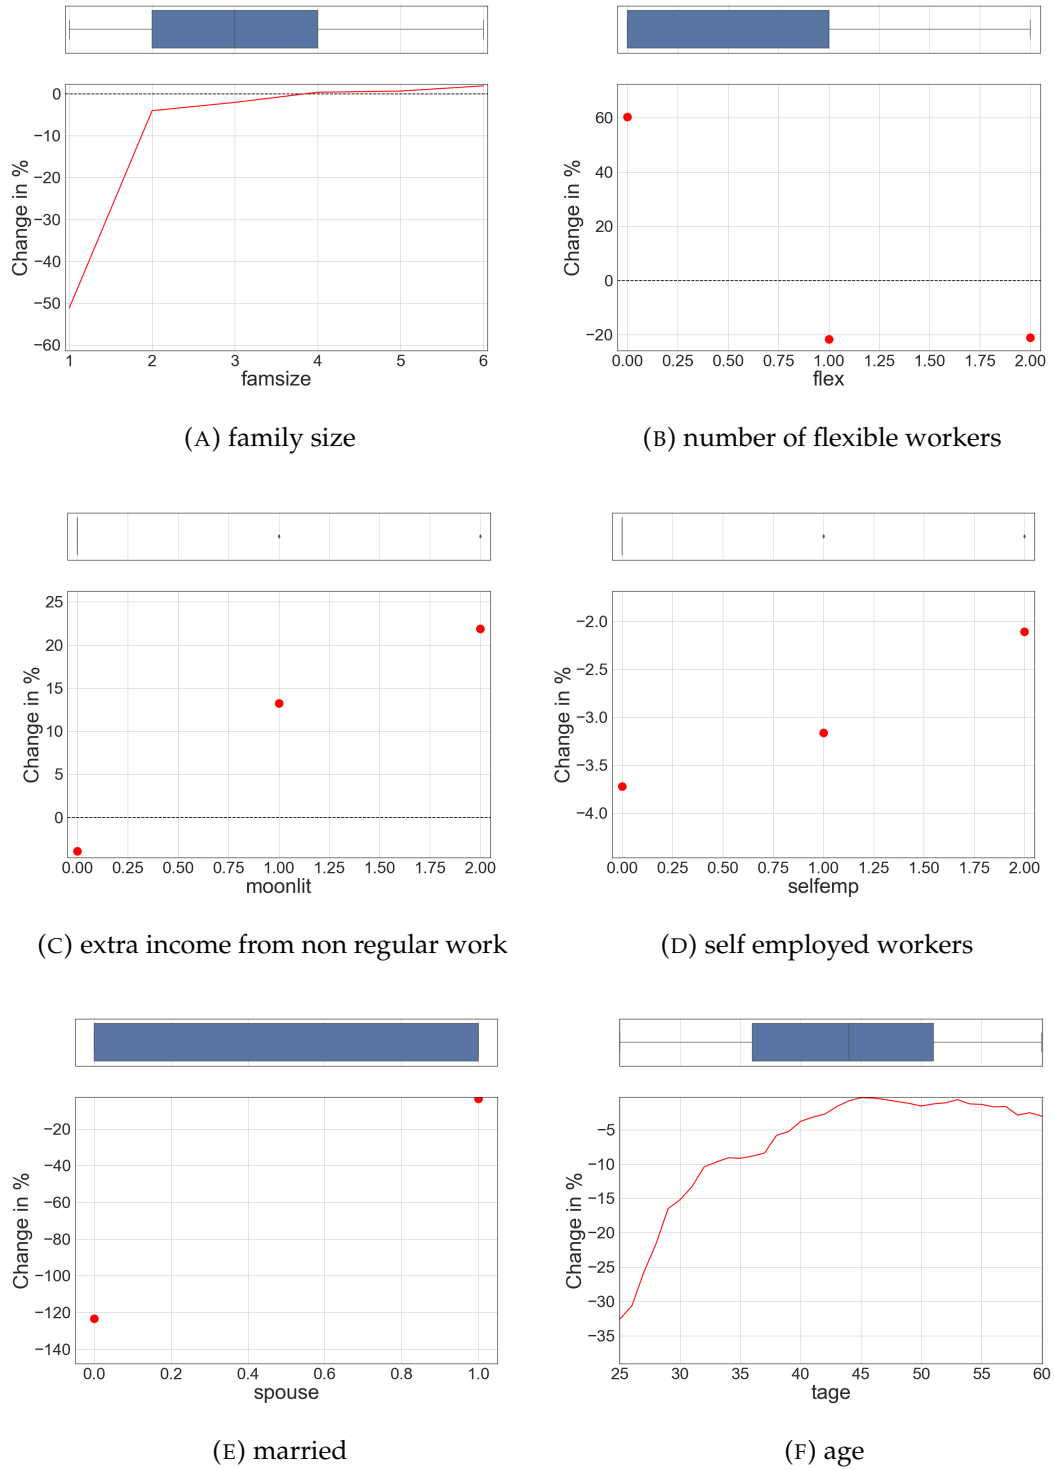 0
−10
−20
−30
−40
−50
−60
Change in %
1 2 3 4 5 6
famsize
(A) family size
60
40
20
0
−20
Change in %
0.00 0.25 0.50 0.75 1.00 1.25 1.50 1.75 2.00
flex
(B) number of flexible workers
25
20
15
10
5
0
Change in %
0.00 0.25 0.50 0.75 1.00 1.25 1.50 1.75 2.00
moonlit
(C) extra income from non regular work
−2.0
−2.5
−3.0
−3.5
−4.0
Change in %
0.00 0.25 0.50 0.75 1.00 1.25 1.50 1.75 2.00
selfemp
(D) self employed workers
−20
−40
−60
−80
−100
−120
−140
Change in %
0.0 0.2 0.4 0.6 0.8 1.0
spouse
(E) married
−5
−10
−15
−20
−25
−30
−35
Change in %
25 30 35 40 45 50 55 60
tage
(F) age